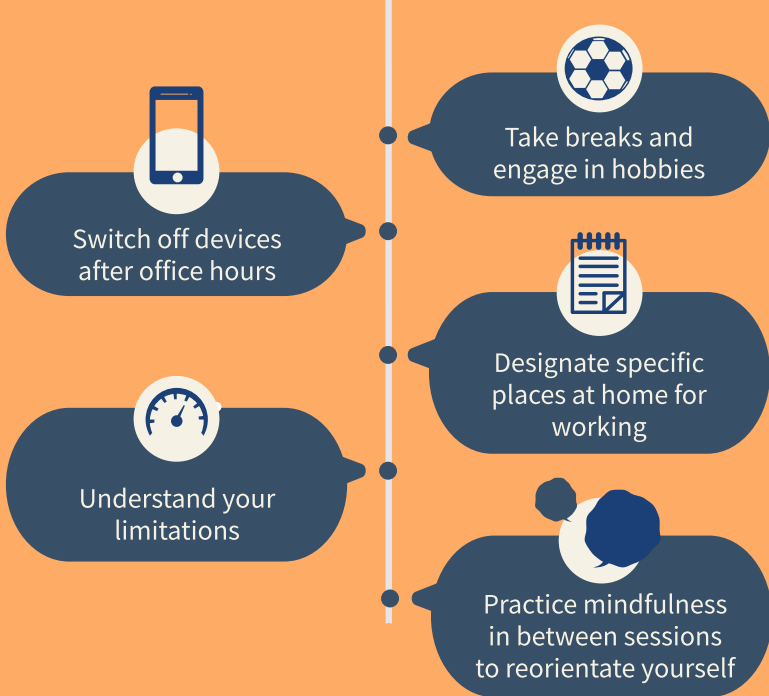 Take breaks and
engage in hobbies
Switch off devices
after office hours
Designate specific
places at home for
working
Understand your
limitations
Practice mindfulness
in between sessions
to reorientate yourself